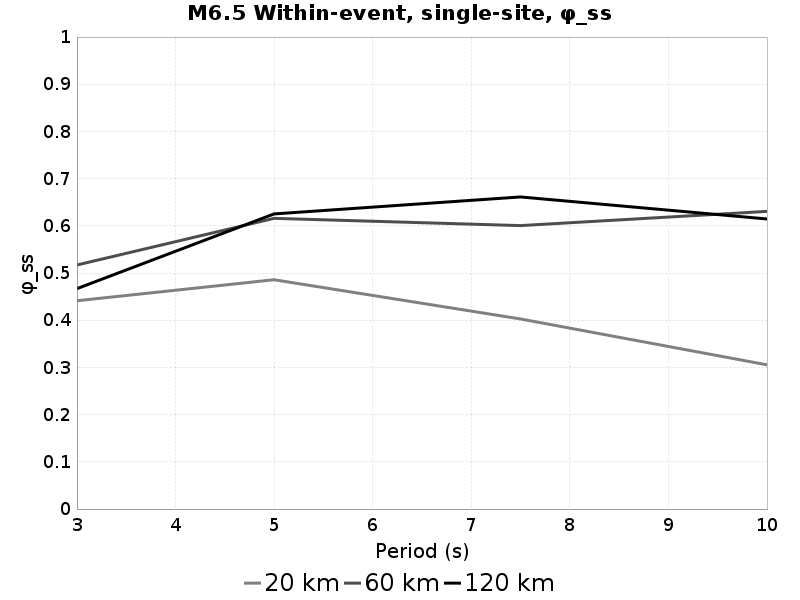 M6.5 Within-event, single-site, φ_ss
1
0.9
0.8
0.7
0.6
0.5
0.4
0.3
0.2
0.1
0
φ_ss
3 4 5 6 7 8 9 10
Period (s)
20 km 60 km 120 km